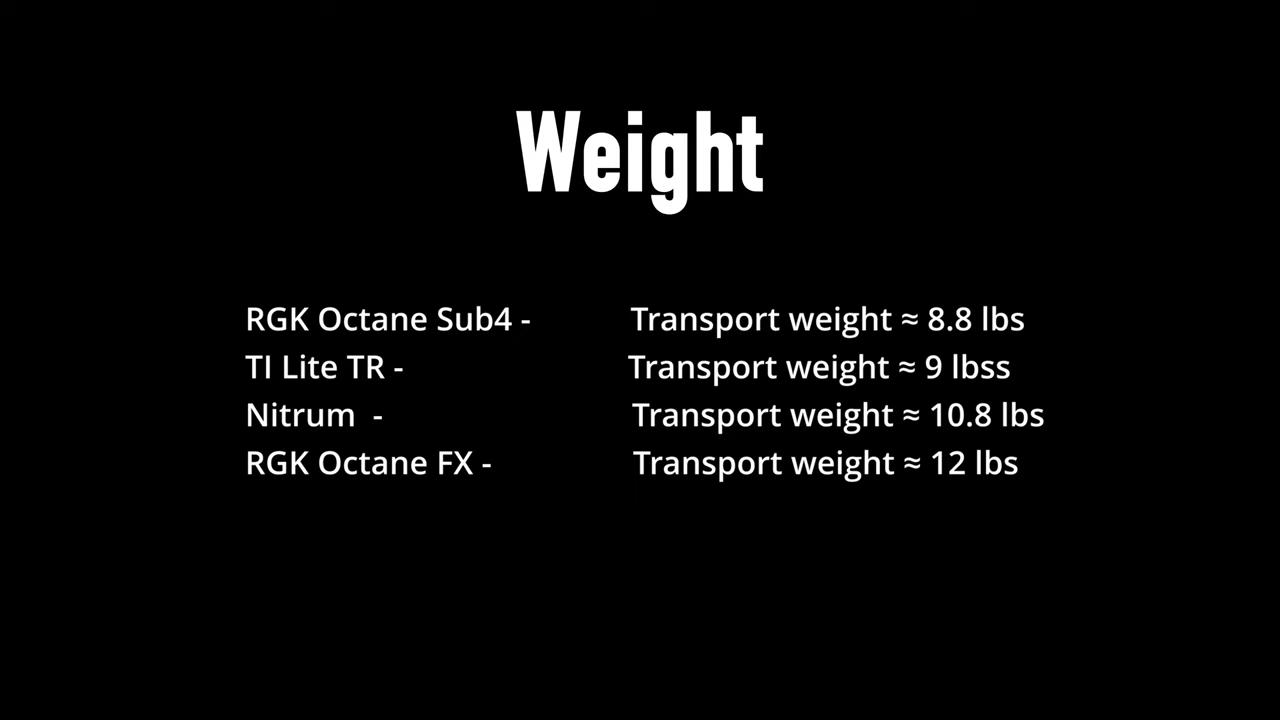 Weight
RGK Octane Sub4 - Transport weight ≈ 8.8 lbs
TI Lite TR - Transport weight ≈ 9 lbss
Nitrum  - Transport weight ≈ 10.8 lbs
RGK Octane FX - Transport weight ≈ 12 lbs